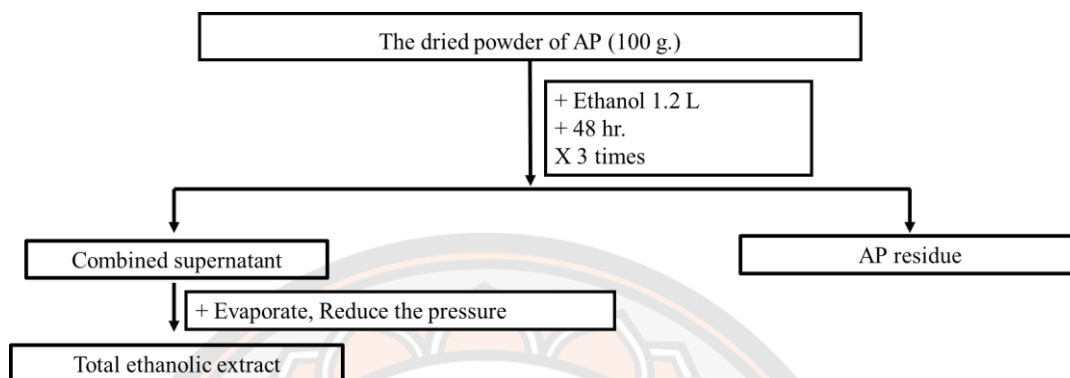 The dried powder of AP (100 g.)
+ Ethanol 1.2 L
+ 48 hr.
X 3 times
Combined supernatant
AP residue
+ Evaporate, Reduce the pressure
Total ethanolic extract